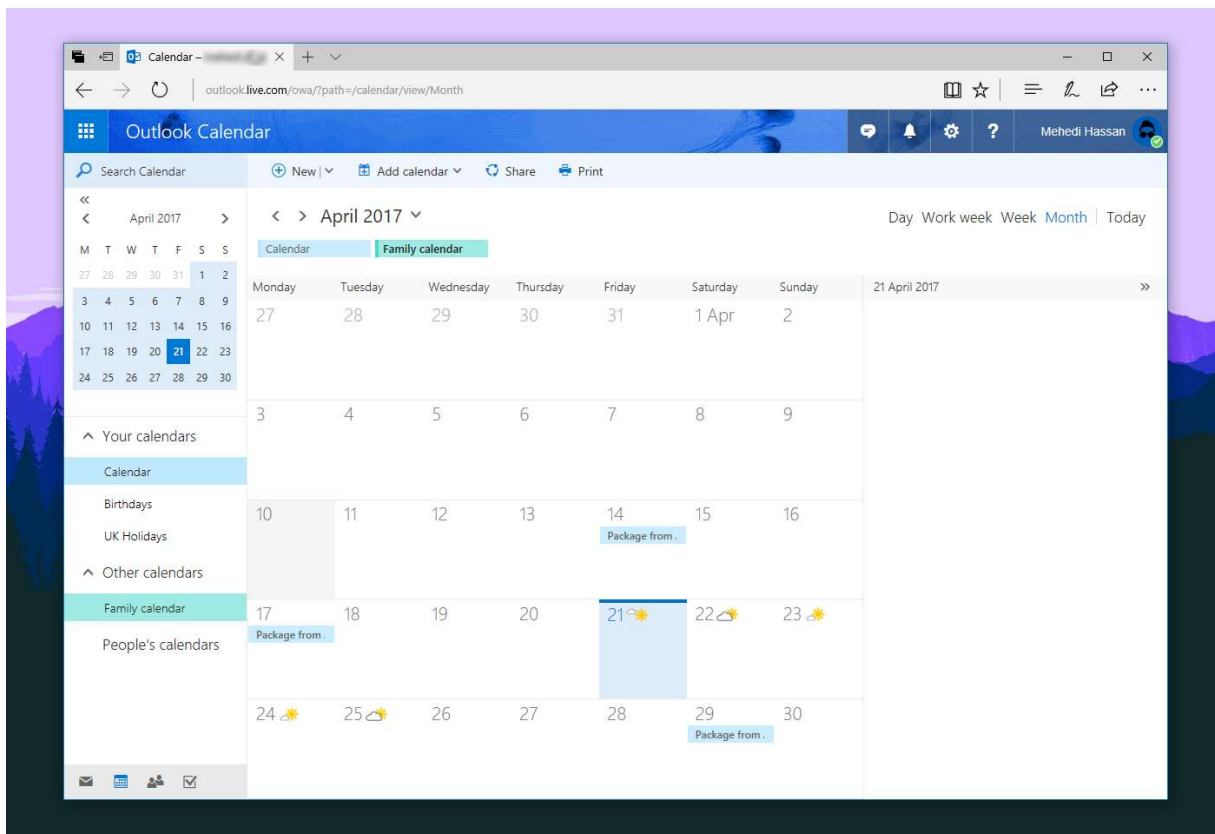 Calendar –
outlook.live.com/owa/?path=/calendar/view/Month
Outlook Calendar
Mehedi Hassan
Search Calendar
New
Add calendar
Share
Print
April 2017
M T W T F S S
27 28 29 30 31 1 2
3 4 5 6 7 8 9
10 11 12 13 14 15 16
17 18 19 20 21 22 23
24 25 26 27 28 29 30
Your calendars
Calendar
Birthdays
UK Holidays
Other calendars
Family calendar
People's calendars
April 2017
Day Work week Week Month Today
Calendar Family calendar
Monday Tuesday Wednesday Thursday Friday Saturday Sunday
27 28 29 30 31 1 Apr 2
3 4 5 6 7 8 9
10 11 12 13 14 15 16
Package from .
17 18 19 20 21 22 23
Package from .
24 25 26 27 28 29 30
Package from .
21 April 2017